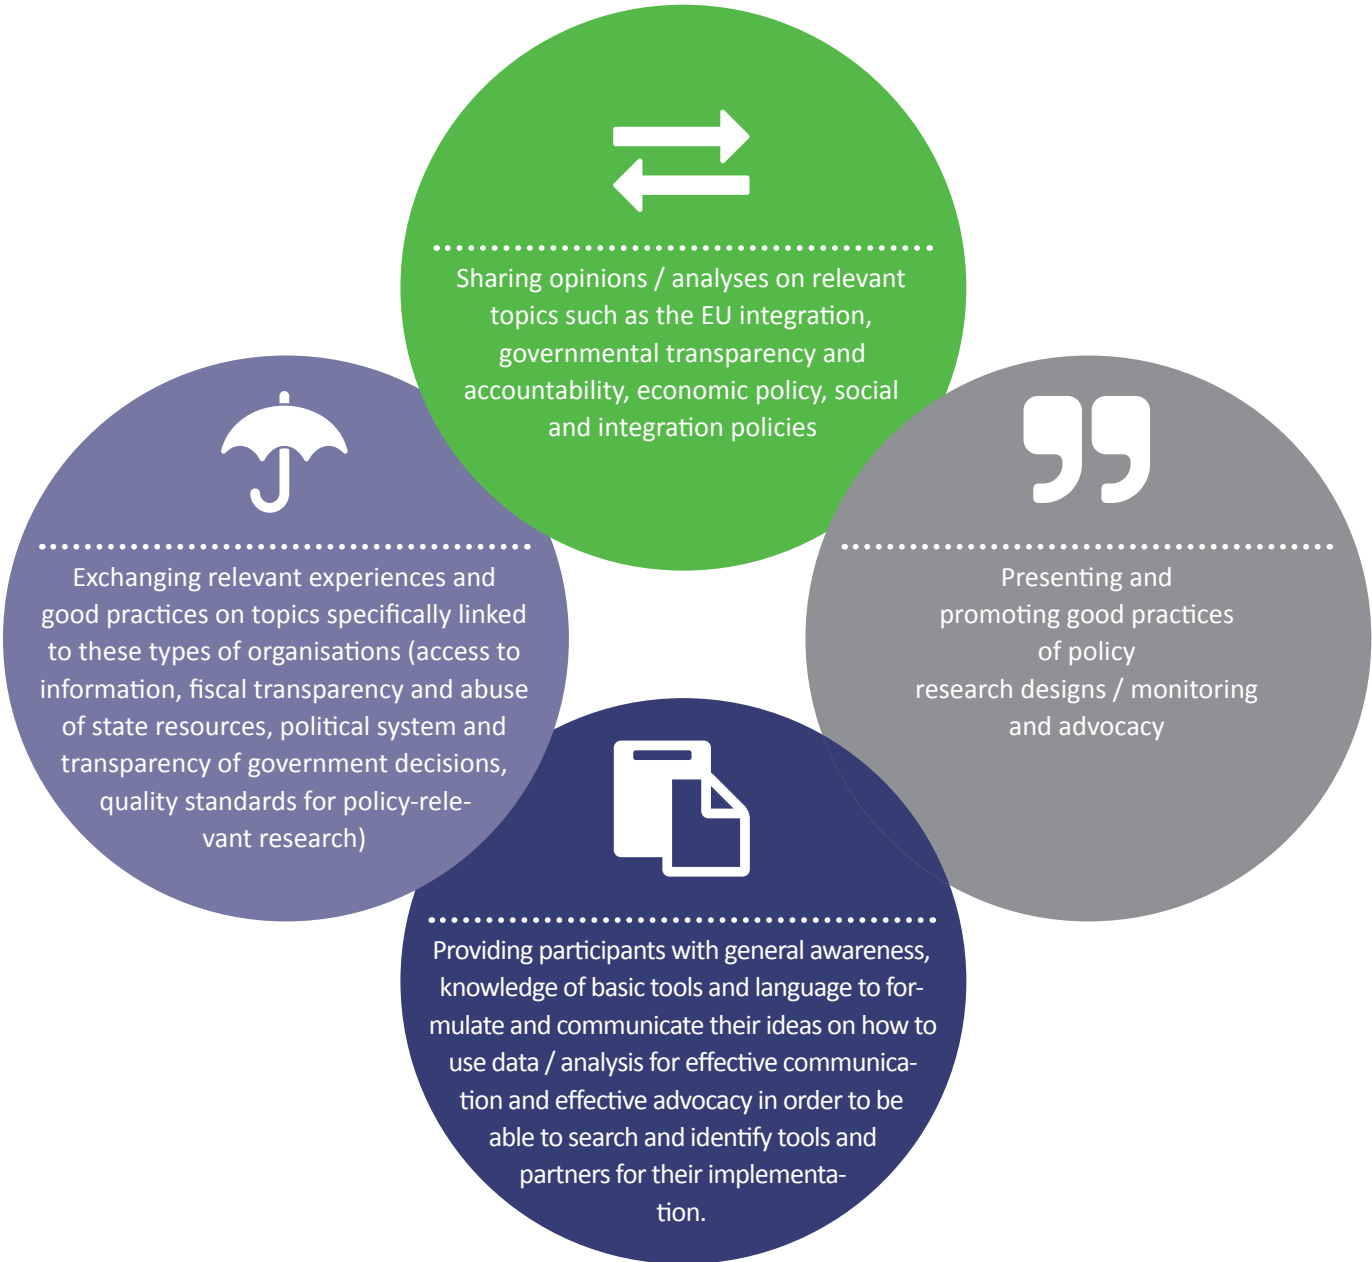 Sharing opinions / analyses on relevant
topics such as the EU integration,
governmental transparency and
accountability, economic policy, social
and integration policies
Exchanging relevant experiences and
good practices on topics specifically linked
to these types of organisations (access to
information, fiscal transparency and abuse
of state resources, political system and
transparency of government decisions,
quality standards for policy-rele-
vant research)
Presenting and
promoting good practices
of policy
research designs / monitoring
and advocacy
Providing participants with general awareness,
knowledge of basic tools and language to for-
mulate and communicate their ideas on how to
use data / analysis for effective communica-
tion and effective advocacy in order to be
able to search and identify tools and
partners for their implementa-
tion.